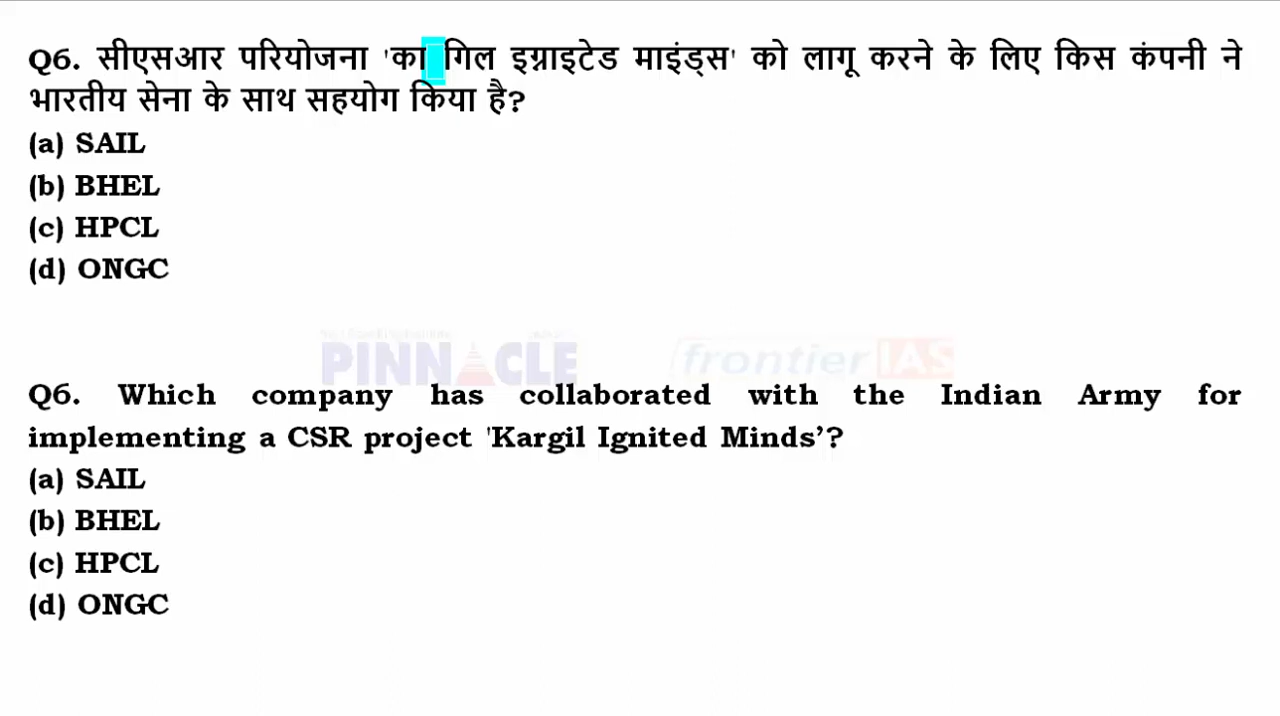 Q6. सीएसआर परियोजना 'का गिल इग्नाइटेड माइंड्स' को लागू करने के लिए किस कंपनी ने
भारतीय सेना के साथ सहयोग किया है?
(a) SAIL
(b) BHEL
(c) HPCL
(d) ONGC
PINNACLE frontier IAS
Q6. Which company has collaborated with the Indian Army for
implementing a CSR project 'Kargil Ignited Minds’?
(a) SAIL
(b) BHEL
(c) HPCL
(d) ONGC